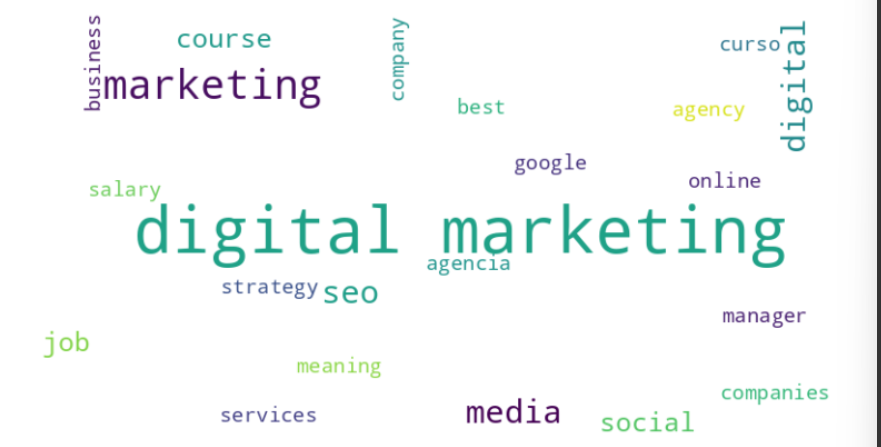 business
course
company
curso
digital
marketing
best
agency
google
online
salary
digital marketing
agencia
strategy
seo
manager
job
meaning
companies
services
media
social